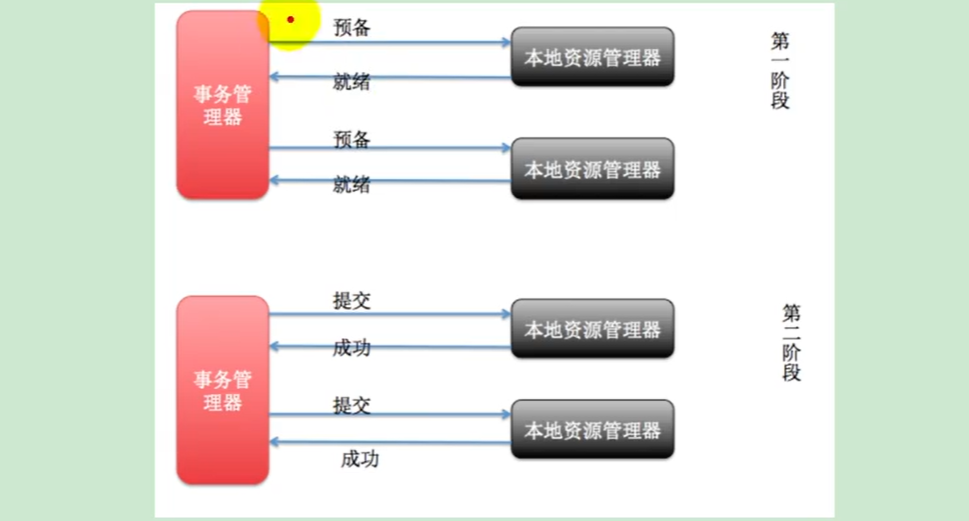 预备
本地资源管理器
第一阶段
就绪
事务管
理器
预备
本地资源管理器
就绪
提交
本地资源管理器
第二阶段
成功
事务管
理器
提交
本地资源管理器
成功